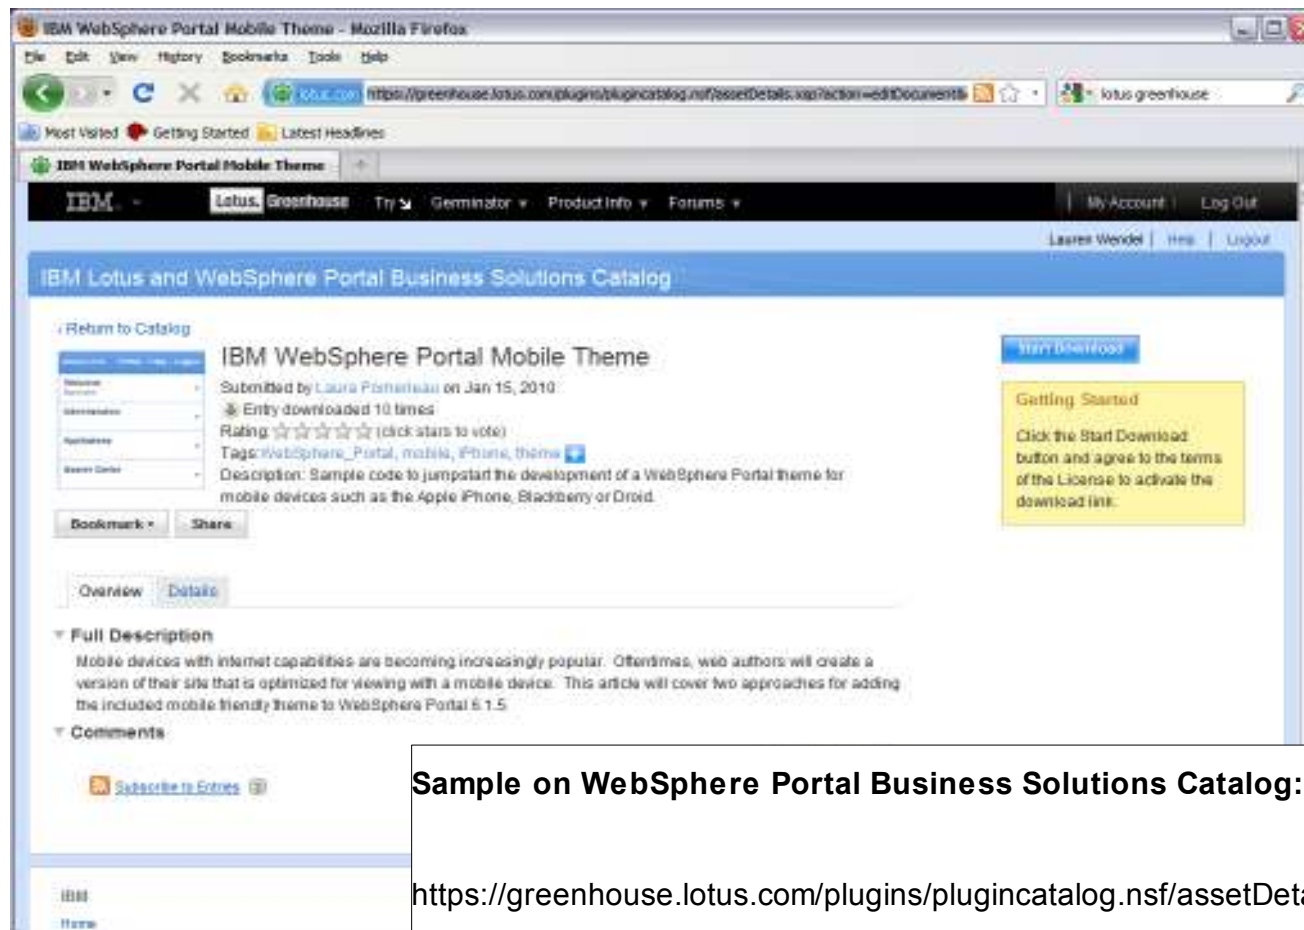 IBM WebSphere Portal Mobile Theme - Mozilla Firefox
File Edit View History Bookmarks Tools Help
lotus.com https://greenhouse.lotus.com/plugins/plugincatalog.nsf/assetDetails.xsp?action=editDocument& lotus greenhouse
Most Visited Getting Started Latest Headlines
IBM WebSphere Portal Mobile Theme
IBM Lotus. Greenhouse Try Germinator Product Info Forums My Account Log Out
Lauren Wendel | Help | Logout
IBM Lotus and WebSphere Portal Business Solutions Catalog
‹ Return to Catalog
Start Download
IBM WebSphere Portal Mobile Theme
Submitted by Laura Pomerleau on Jan 15, 2010
Entry downloaded 10 times
Rating: (click stars to vote)
Tags: WebSphere_Portal, mobile, iPhone, theme
Description: Sample code to jumpstart the development of a WebSphere Portal theme for
mobile devices such as the Apple iPhone, Blackberry or Droid.
Getting Started
Click the Start Download
button and agree to the terms
of the License to activate the
download link.
Bookmark Share
Overview Details
Full Description
Mobile devices with internet capabilities are becoming increasingly popular. Oftentimes, web authors will create a
version of their site that is optimized for viewing with a mobile device. This article will cover two approaches for adding
the included mobile friendly theme to WebSphere Portal 6.1.5
Comments
Subscribe to Entries
Sample on WebSphere Portal Business Solutions Catalog:
https://greenhouse.lotus.com/plugins/plugincatalog.nsf/assetDeta
IBM
Home